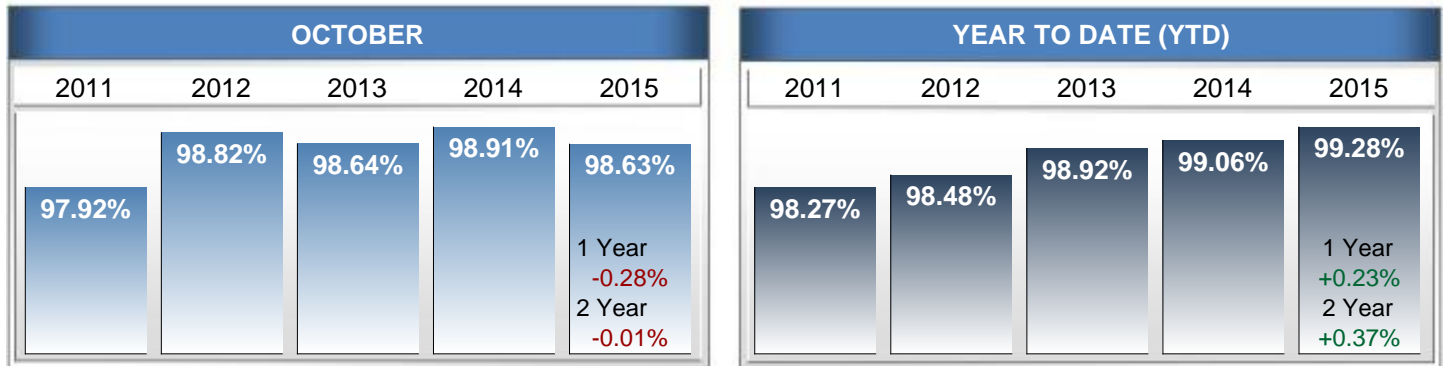 OCTOBER
2011 2012 2013 2014 2015
97.92% 98.82% 98.64% 98.91% 98.63%
1 Year
-0.28%
2 Year
-0.01%
YEAR TO DATE (YTD)
2011 2012 2013 2014 2015
98.27% 98.48% 98.92% 99.06% 99.28%
1 Year
+0.23%
2 Year
+0.37%